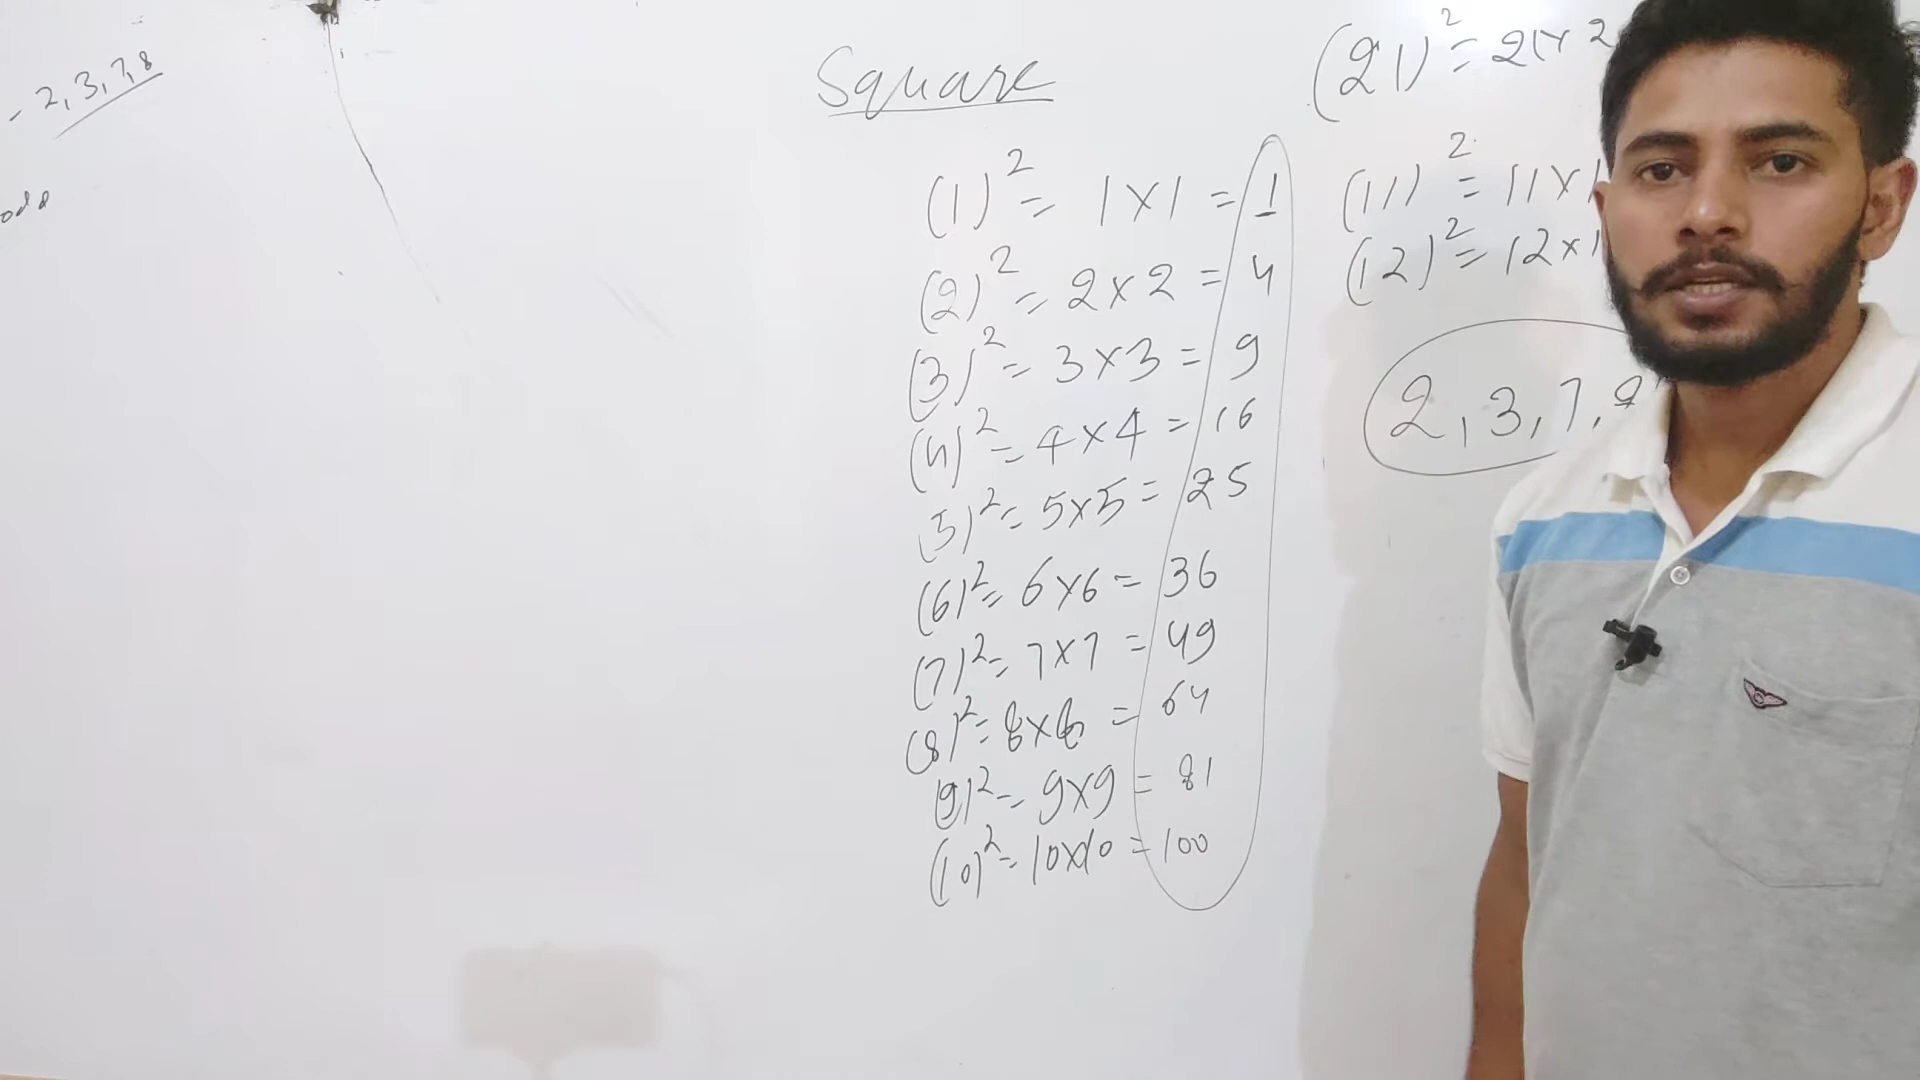 - 2, 3, 7, 8
odd
Square
(1)² = 1×1 = 1
(2)² = 2×2 = 4
(3)² = 3×3 = 9
(4)² = 4×4 = 16
(5)² = 5×5 = 25
(6)² = 6×6 = 36
(7)² = 7×7 = 49
(8)² = 8×8 = 64
(9)² = 9×9 = 81
(10)² = 10×10 = 100
(21)² = 21×2
(11)² = 11×1
(12)² = 12×1
2, 3, 7, 8